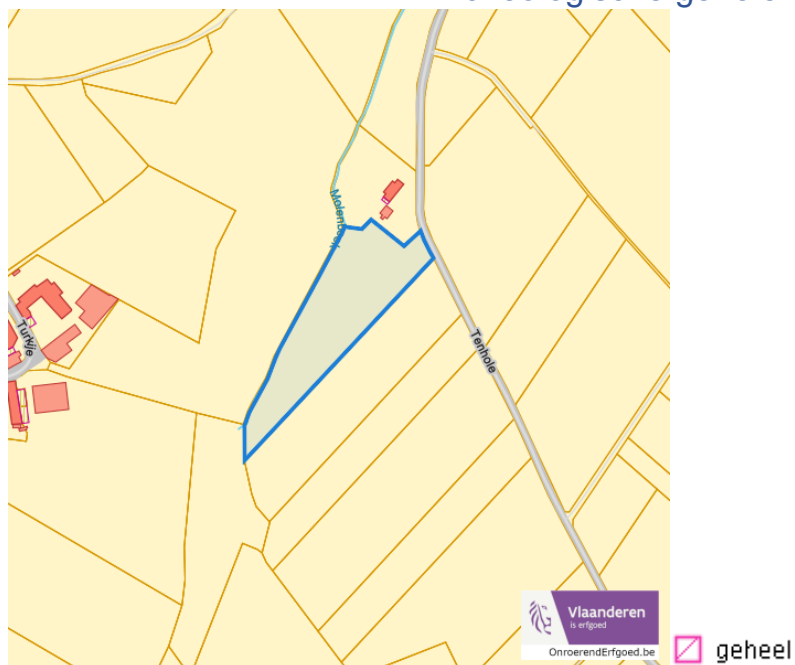 Molenbeek
Turkije
Tenhole
Vlaanderen
is erfgoed
OnroerendErfgoed.be
geheel